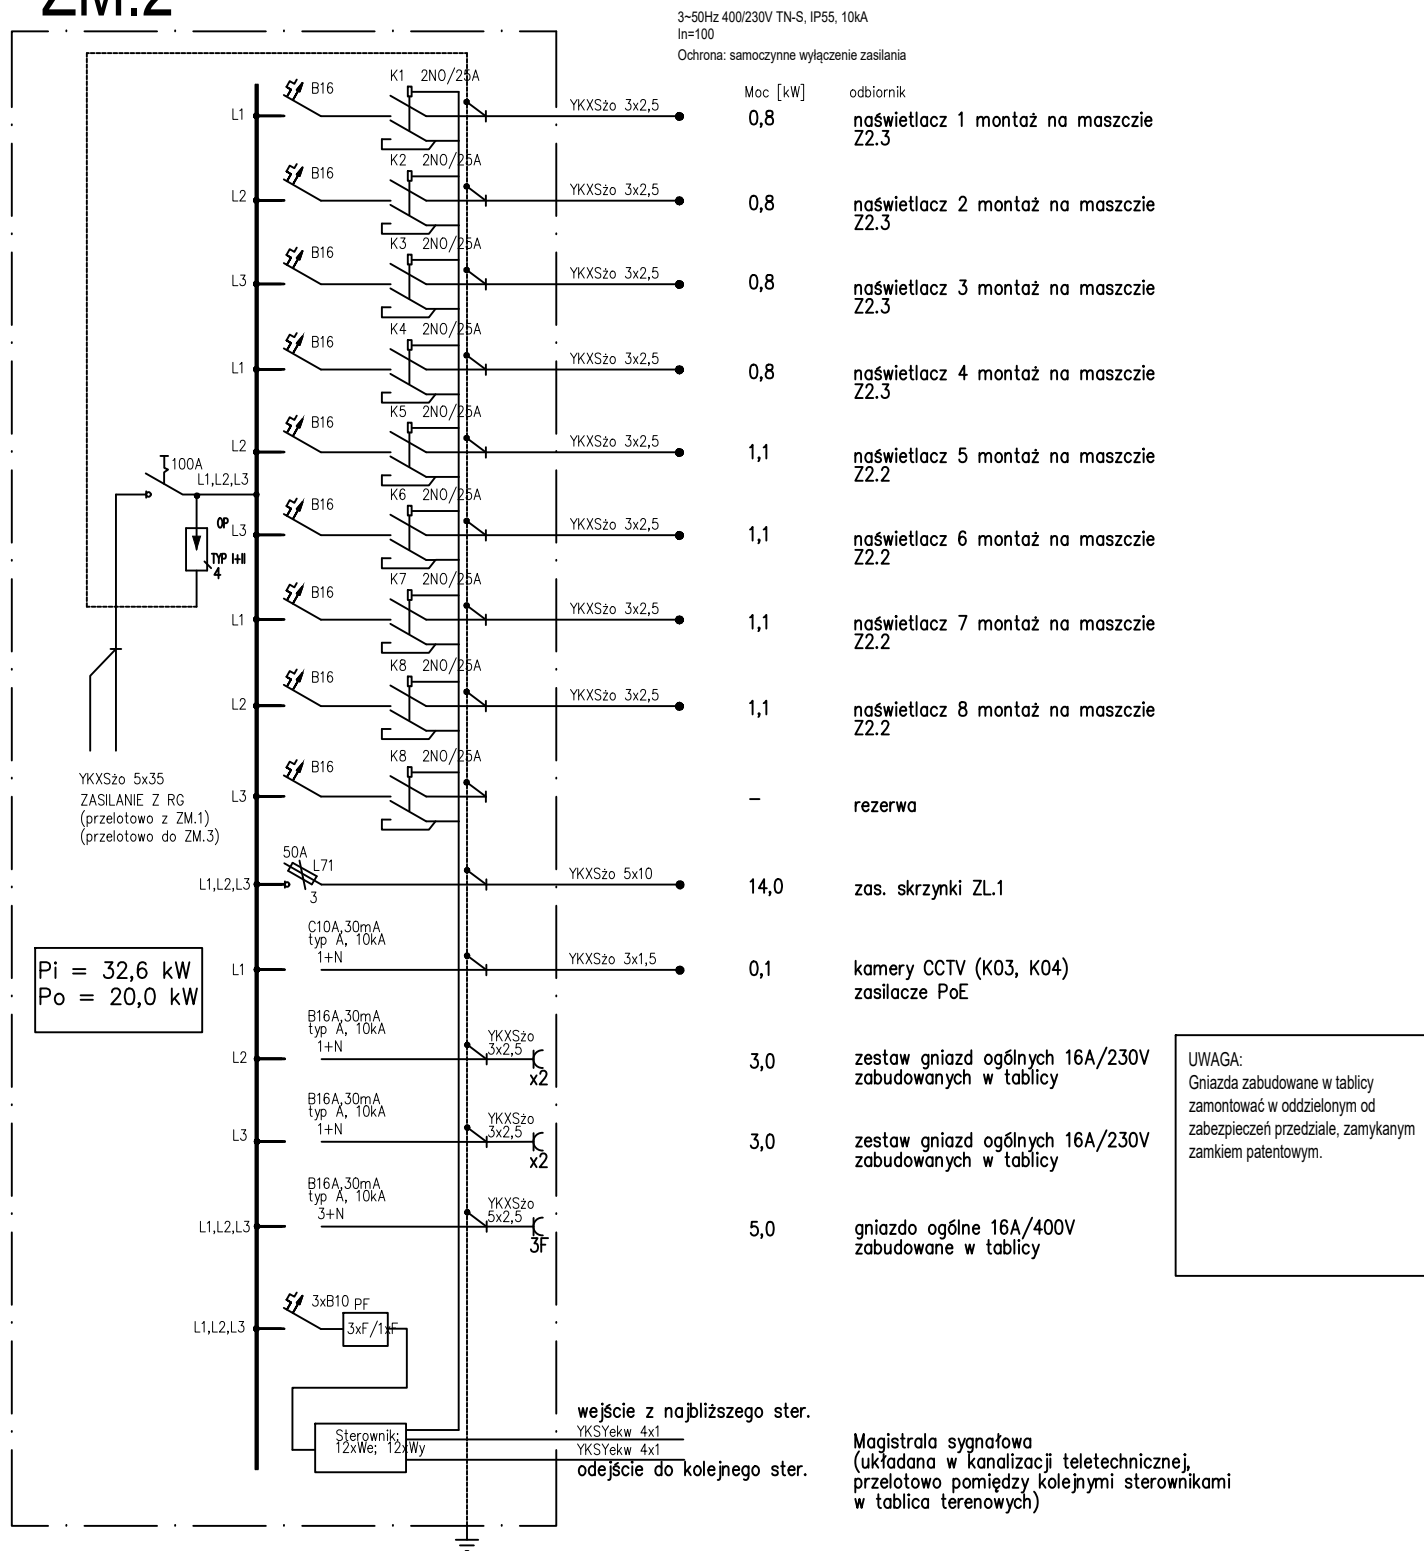 ZM.2
3~50Hz 400/230V TN-S, IP55, 10kA
In=100
Ochrona: samoczynne wyłączenie zasilania
Moc [kW]
odbiornik
L1
B16
K1 2NO/25A
YKXSżo 3x2,5
0,8
naświetlacz 1 montaż na maszczie
Z2.3
L2
B16
K2 2NO/25A
YKXSżo 3x2,5
0,8
naświetlacz 2 montaż na maszczie
Z2.3
L3
B16
K3 2NO/25A
YKXSżo 3x2,5
0,8
naświetlacz 3 montaż na maszczie
Z2.3
L1
B16
K4 2NO/25A
YKXSżo 3x2,5
0,8
naświetlacz 4 montaż na maszczie
Z2.3
L2
B16
K5 2NO/25A
YKXSżo 3x2,5
1,1
naświetlacz 5 montaż na maszczie
Z2.2
100A
L1,L2,L3
OP
TYP I+II
4
L3
B16
K6 2NO/25A
YKXSżo 3x2,5
1,1
naświetlacz 6 montaż na maszczie
Z2.2
L1
B16
K7 2NO/25A
YKXSżo 3x2,5
1,1
naświetlacz 7 montaż na maszczie
Z2.2
L2
B16
K8 2NO/25A
YKXSżo 3x2,5
1,1
naświetlacz 8 montaż na maszczie
Z2.2
YKXSżo 5x35
ZASILANIE Z RG
(przelotowo z ZM.1)
(przelotowo do ZM.3)
L3
B16
K8 2NO/25A
–
rezerwa
L1,L2,L3
50A
L71
3
YKXSżo 5x10
14,0
zas. skrzynki ZL.1
Pi = 32,6 kW
Po = 20,0 kW
L1
C10A,30mA
typ A, 10kA
1+N
YKXSżo 3x1,5
0,1
kamery CCTV (K03, K04)
zasilacze PoE
L2
B16A,30mA
typ A, 10kA
1+N
YKXSżo
3x2,5
x2
3,0
zestaw gniazd ogólnych 16A/230V
zabudowanych w tablicy
L3
B16A,30mA
typ A, 10kA
1+N
YKXSżo
3x2,5
x2
3,0
zestaw gniazd ogólnych 16A/230V
zabudowanych w tablicy
UWAGA:
Gniazda zabudowane w tablicy
zamontować w oddzielonym od
zabezpieczeń przedziale, zamykanym
zamkiem patentowym.
L1,L2,L3
B16A,30mA
typ A, 10kA
3+N
YKXSżo
5x2,5
3F
5,0
gniazdo ogólne 16A/400V
zabudowane w tablicy
L1,L2,L3
3xB10
PF
3xF/1xF
Sterownik;
12xWe; 12xWy
wejście z najbliższego ster.
YKSYekw 4x1
YKSYekw 4x1
odejście do kolejnego ster.
Magistrala sygnałowa
(układana w kanalizacji teletechnicznej,
przelotowo pomiędzy kolejnymi sterownikami
w tablica terenowych)